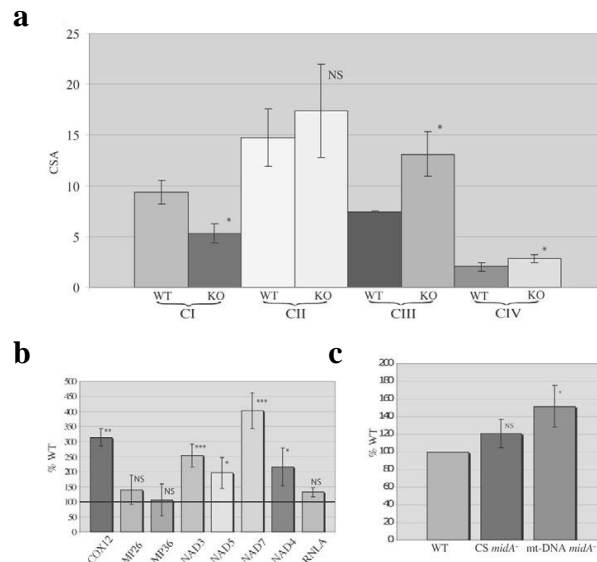 a
25
20
15
10
5
0
CSA
NS
*
*
*
WT KO WT KO WT KO WT KO
CI CII CIII CIV
b
500
450
400
350
300
250
200
150
100
50
0
% WT
**
NS
NS
***
*
***
*
NS
COX12 MP26 MP36 NAD3 NAD5 NAD7 NAD4 RNLA
c
200
180
160
140
120
100
80
60
40
20
0
% WT
NS
*
WT CS midA- mt-DNA midA-